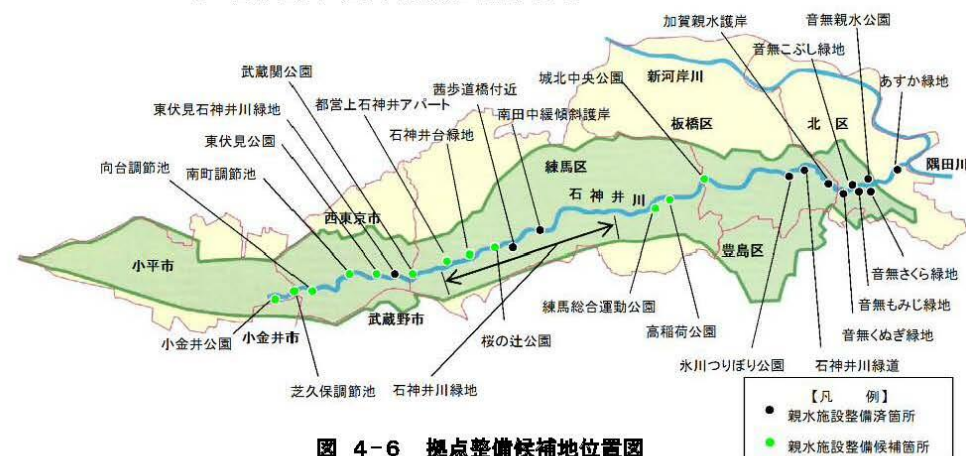 加賀親水護岸
音無親水公園
音無こぶし緑地
武蔵関公園
茜歩道橋付近
城北中央公園
新河岸川
あずか緑地
東伏見石神井川緑地
都営上石神井アパート
南田中緩傾斜護岸
板橋区
北 区
東伏見公園
石神井台緑地
隅田川
向台調節池
南町調節池
練馬区
石 神 井 川
西東京市
小平市
豊島区
音無さくら緑地
武蔵野市
練馬総合運動公園
音無もみじ緑地
小金井公園
小金井市
桜の辻公園
高稲荷公園
音無くぬぎ緑地
氷川つりぼり公園
石神井川緑道
芝久保調節池
石神井川緑地
【凡 例】
親水施設整備済箇所
親水施設整備候補箇所
図 4-6 拠点整備候補地位置図